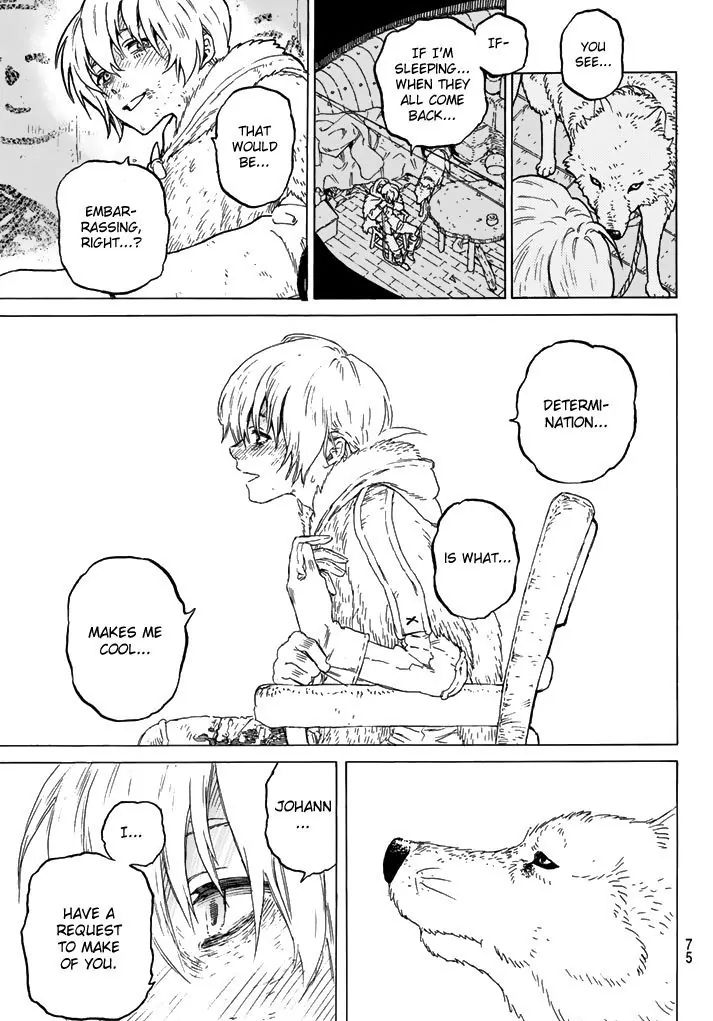 YOU
SEE...
IF-
IF I'M
SLEEPING...
WHEN THEY
ALL COME
BACK...
THAT
WOULD
BE...
EMBAR-
RASSING,
RIGHT...?
DETERMI-
NATION...
IS WHAT...
MAKES ME
COOL...
JOHANN
...
I...
HAVE A
REQUEST
TO MAKE
OF YOU.
75